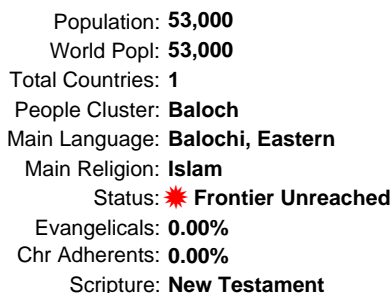 Population: 53,000
World Popl: 53,000
Total Countries: 1
People Cluster: Baloch
Main Language: Balochi, Eastern
Main Religion: Islam
Status: Frontier Unreached
Evangelicals: 0.00%
Chr Adherents: 0.00%
Scripture: New Testament